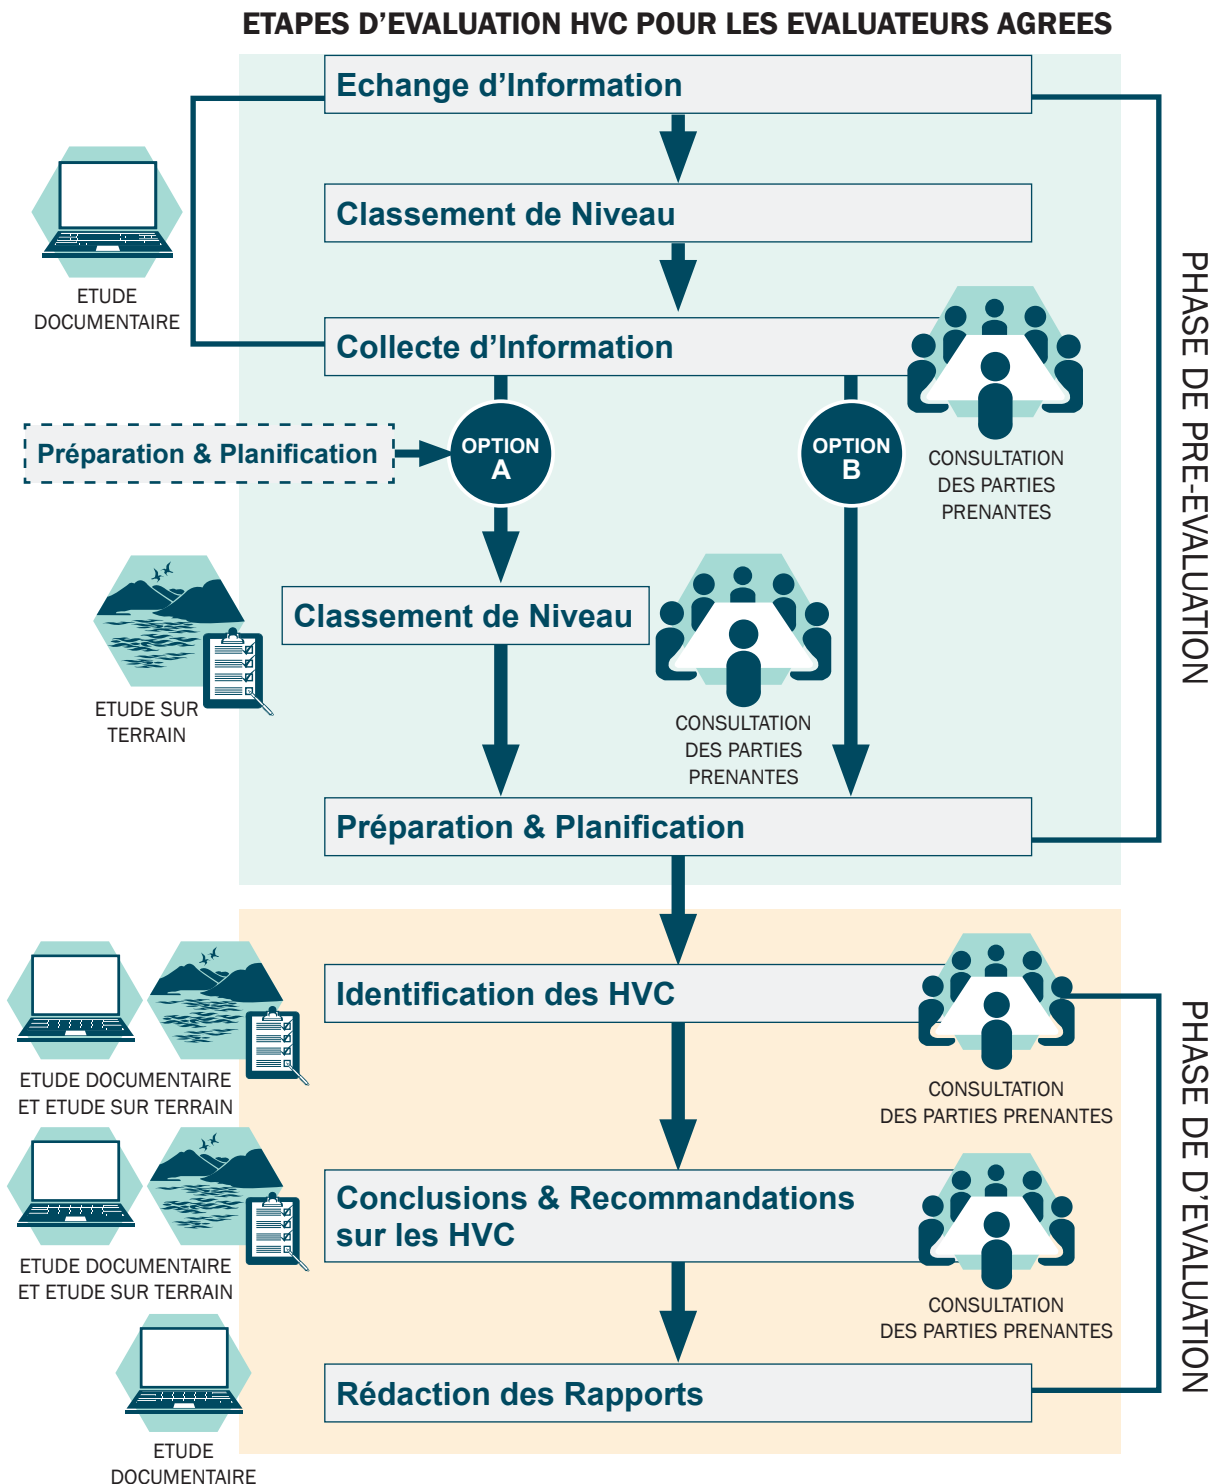 ETAPES D'EVALUATION HVC POUR LES EVALUATEURS AGREES
Echange d'Information
Classement de Niveau
ETUDE
DOCUMENTAIRE
Collecte d'Information
CONSULTATION
DES PARTIES
PRENANTES
Préparation & Planification
OPTION
A
OPTION
B
Classement de Niveau
ETUDE SUR
TERRAIN
CONSULTATION
DES PARTIES
PRENANTES
Préparation & Planification
PHASE DE PRE-EVALUATION
Identification des HVC
ETUDE DOCUMENTAIRE
ET ETUDE SUR TERRAIN
CONSULTATION
DES PARTIES PRENANTES
Conclusions & Recommandations
sur les HVC
ETUDE DOCUMENTAIRE
ET ETUDE SUR TERRAIN
CONSULTATION
DES PARTIES PRENANTES
Rédaction des Rapports
ETUDE
DOCUMENTAIRE
PHASE DE D'EVALUATION